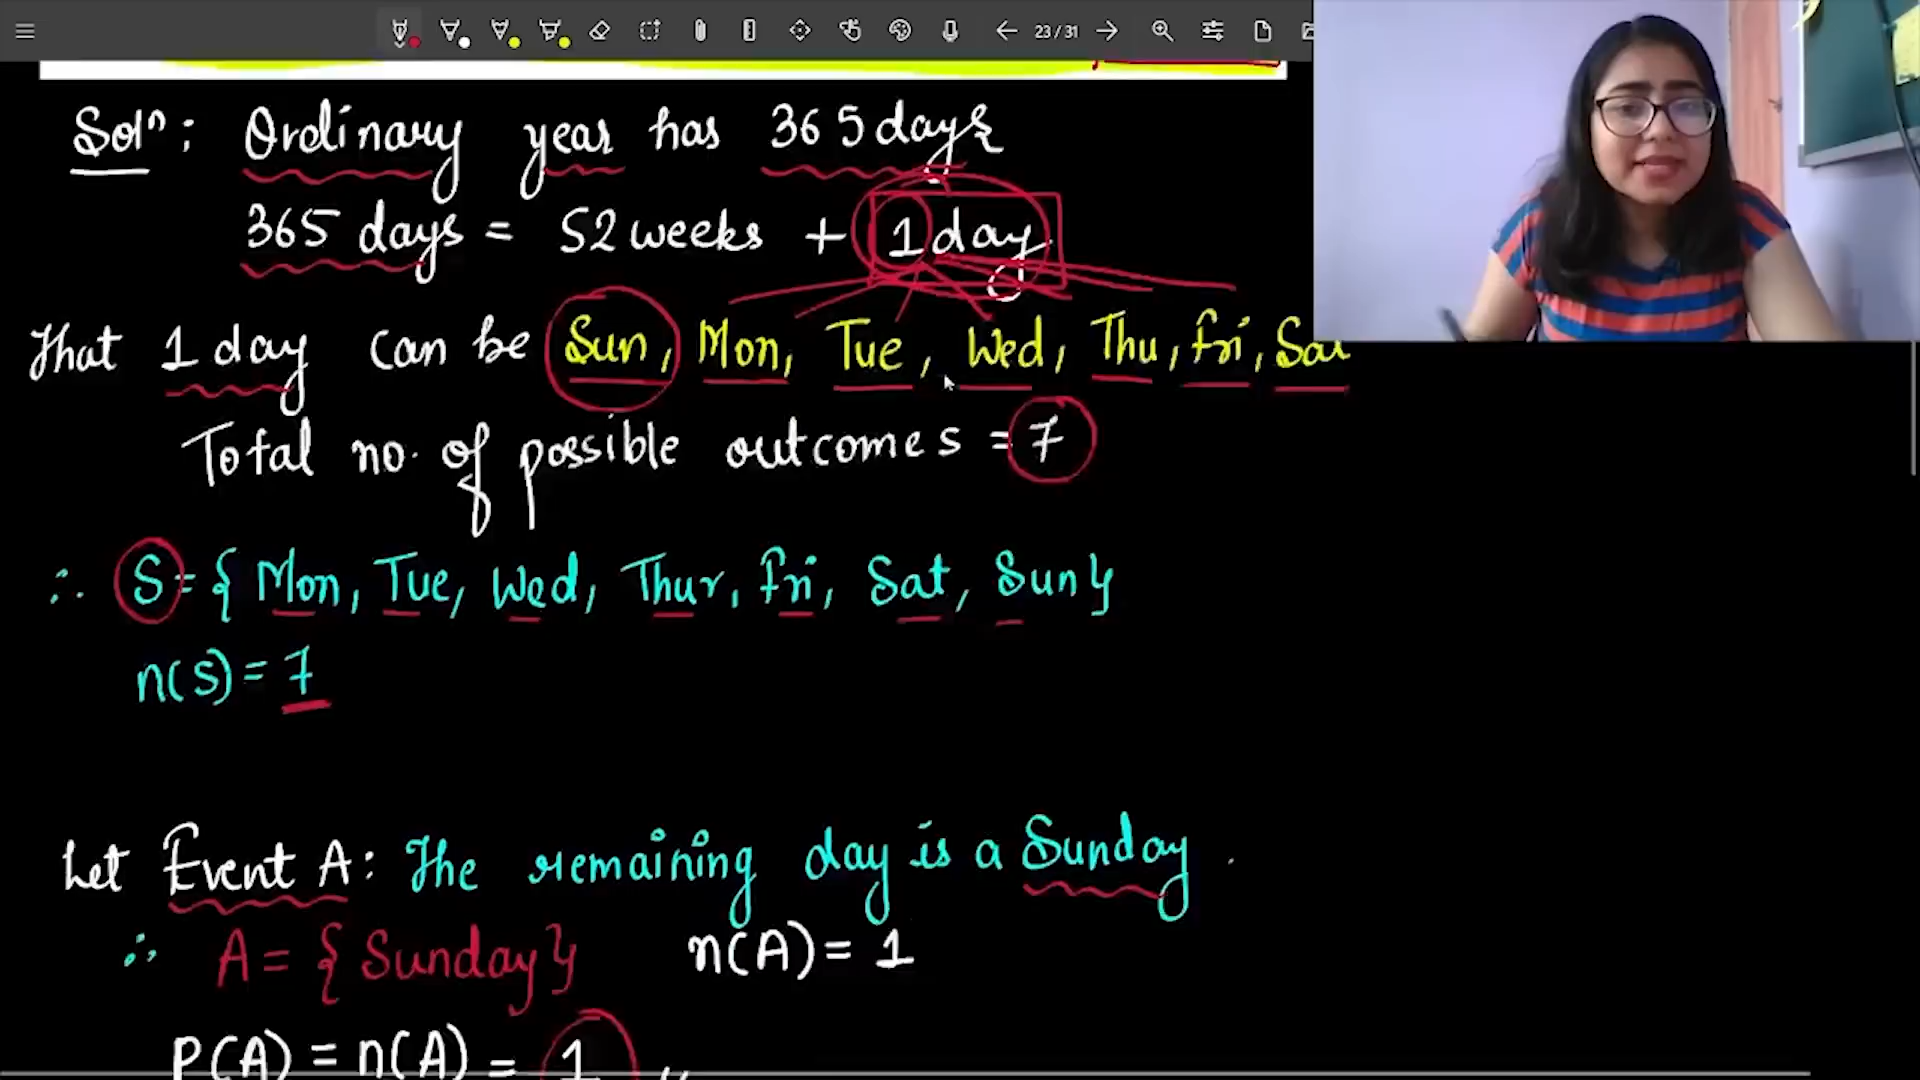 23 / 31
Solⁿ: Ordinary year has 365 days
365 days = 52 weeks + 1 day
That 1 day can be Sun, Mon, Tue, Wed, Thu, Fri, Sat
Total no. of possible outcomes = 7
∴ S = { Mon, Tue, Wed, Thur, Fri, Sat, Sun }
n(S) = 7
Let Event A: The remaining day is a Sunday.
∴ A = { Sunday } n(A) = 1
P(A) = n(A) = 1